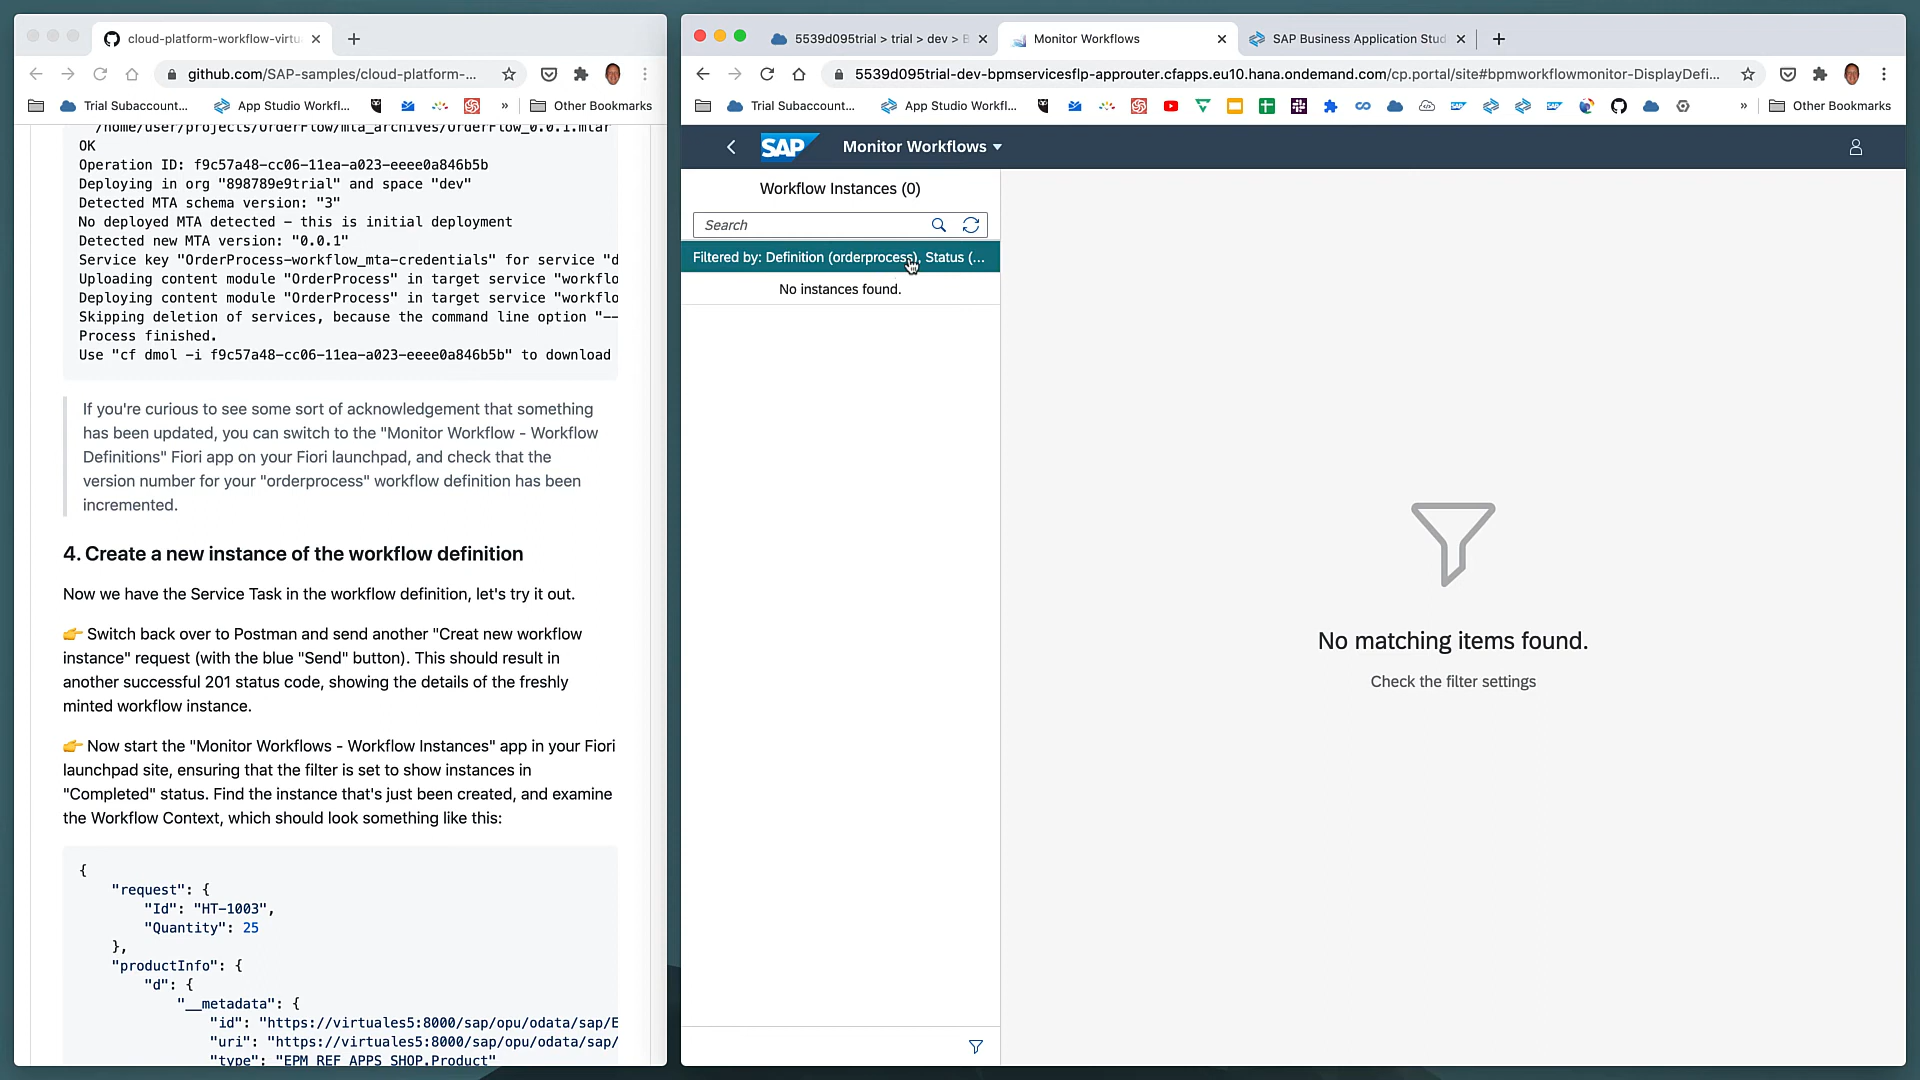 cloud-platform-workflow-virtu
github.com/SAP-samples/cloud-platform-...
Trial Subaccount...
App Studio Workfl...
»
Other Bookmarks
/home/user/projects/OrderFlow/mta_archives/OrderFlow_0.0.1.mtar
OK
Operation ID: f9c57a48-cc06-11ea-a023-eeee0a846b5b
Deploying in org "898789e9trial" and space "dev"
Detected MTA schema version: "3"
No deployed MTA detected – this is initial deployment
Detected new MTA version: "0.0.1"
Service key "OrderProcess-workflow_mta-credentials" for service "d
Uploading content module "OrderProcess" in target service "workflo
Deploying content module "OrderProcess" in target service "workflo
Skipping deletion of services, because the command line option "--
Process finished.
Use "cf dmol -i f9c57a48-cc06-11ea-a023-eeee0a846b5b" to download
If you're curious to see some sort of acknowledgement that something
has been updated, you can switch to the "Monitor Workflow - Workflow
Definitions" Fiori app on your Fiori launchpad, and check that the
version number for your "orderprocess" workflow definition has been
incremented.
4. Create a new instance of the workflow definition
Now we have the Service Task in the workflow definition, let's try it out.
👉 Switch back over to Postman and send another "Creat new workflow
instance" request (with the blue "Send" button). This should result in
another successful 201 status code, showing the details of the freshly
minted workflow instance.
👉 Now start the "Monitor Workflows - Workflow Instances" app in your Fiori
launchpad site, ensuring that the filter is set to show instances in
"Completed" status. Find the instance that's just been created, and examine
the Workflow Context, which should look something like this:
{
"request": {
"Id": "HT-1003",
"Quantity": 25
},
"productInfo": {
"d": {
"__metadata": {
"id": "https://virtuales5:8000/sap/opu/odata/sap/E
"uri": "https://virtuales5:8000/sap/opu/odata/sap/
"type": "EPM_REF_APPS_SHOP.Product"
5539d095trial > trial > dev > B
Monitor Workflows
SAP Business Application Stud
5539d095trial-dev-bpmservicesflp-approuter.cfapps.eu10.hana.ondemand.com/cp.portal/site#bpmworkflowmonitor-DisplayDefi...
Trial Subaccount...
App Studio Workfl...
»
Other Bookmarks
SAP
Monitor Workflows
Workflow Instances (0)
Search
Filtered by: Definition (orderprocess), Status (...
No instances found.
No matching items found.
Check the filter settings